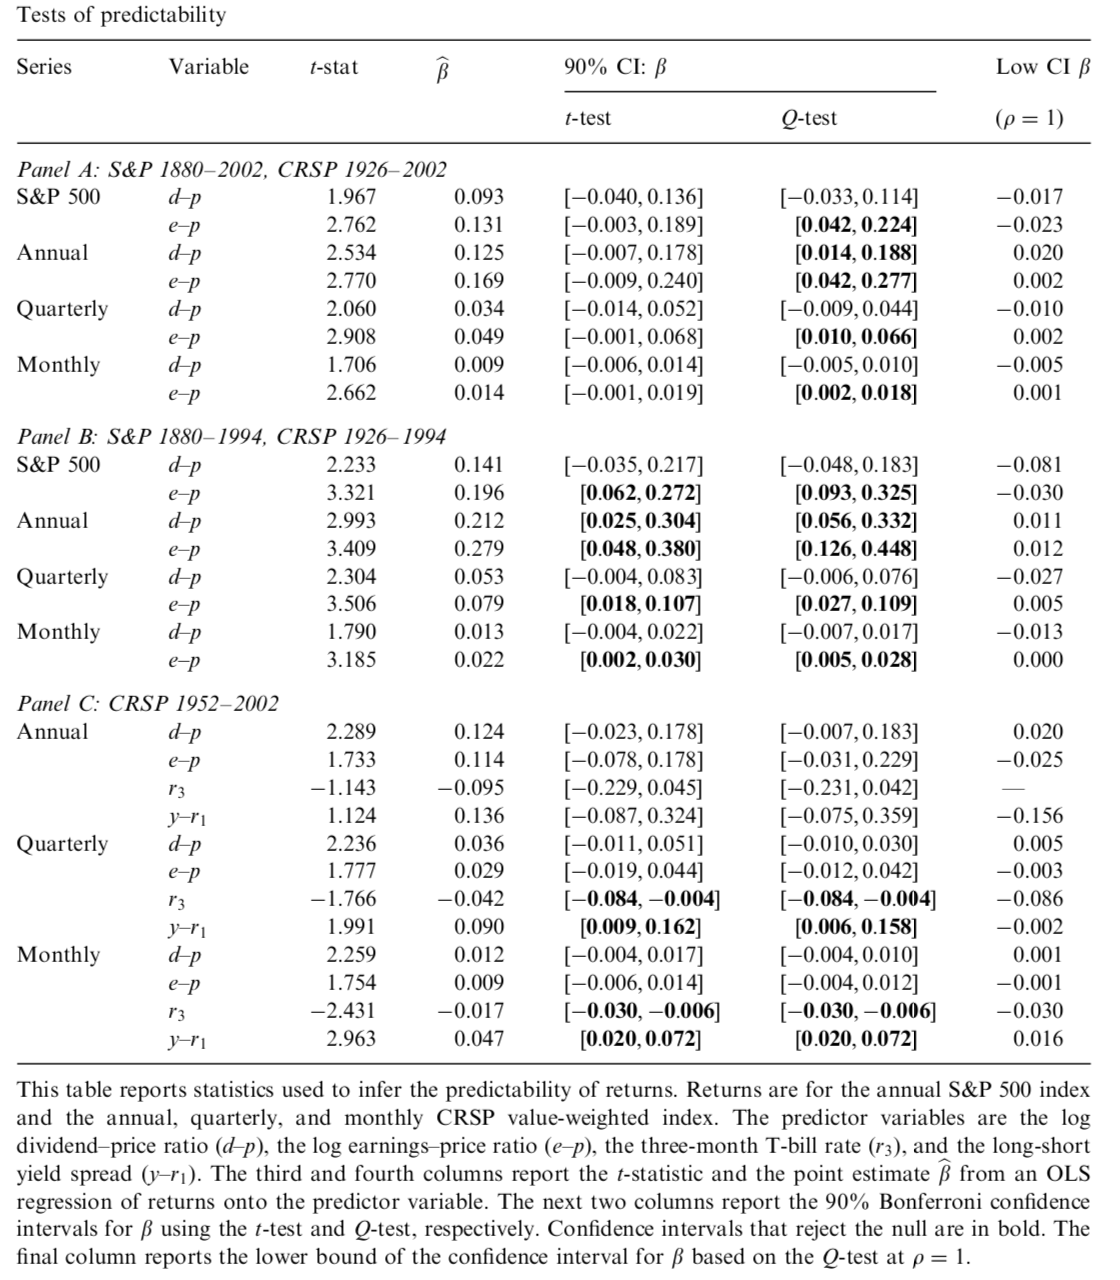 Tests of predictability
Series Variable t-stat β̂ 90% CI: β Low CI β
t-test Q-test (ρ = 1)
Panel A: S&P 1880–2002, CRSP 1926–2002
S&P 500 d–p 1.967 0.093 [−0.040, 0.136] [−0.033, 0.114] −0.017
e–p 2.762 0.131 [−0.003, 0.189] [0.042, 0.224] −0.023
Annual d–p 2.534 0.125 [−0.007, 0.178] [0.014, 0.188] 0.020
e–p 2.770 0.169 [−0.009, 0.240] [0.042, 0.277] 0.002
Quarterly d–p 2.060 0.034 [−0.014, 0.052] [−0.009, 0.044] −0.010
e–p 2.908 0.049 [−0.001, 0.068] [0.010, 0.066] 0.002
Monthly d–p 1.706 0.009 [−0.006, 0.014] [−0.005, 0.010] −0.005
e–p 2.662 0.014 [−0.001, 0.019] [0.002, 0.018] 0.001
Panel B: S&P 1880–1994, CRSP 1926–1994
S&P 500 d–p 2.233 0.141 [−0.035, 0.217] [−0.048, 0.183] −0.081
e–p 3.321 0.196 [0.062, 0.272] [0.093, 0.325] −0.030
Annual d–p 2.993 0.212 [0.025, 0.304] [0.056, 0.332] 0.011
e–p 3.409 0.279 [0.048, 0.380] [0.126, 0.448] 0.012
Quarterly d–p 2.304 0.053 [−0.004, 0.083] [−0.006, 0.076] −0.027
e–p 3.506 0.079 [0.018, 0.107] [0.027, 0.109] 0.005
Monthly d–p 1.790 0.013 [−0.004, 0.022] [−0.007, 0.017] −0.013
e–p 3.185 0.022 [0.002, 0.030] [0.005, 0.028] 0.000
Panel C: CRSP 1952–2002
Annual d–p 2.289 0.124 [−0.023, 0.178] [−0.007, 0.183] 0.020
e–p 1.733 0.114 [−0.078, 0.178] [−0.031, 0.229] −0.025
r₃ −1.143 −0.095 [−0.229, 0.045] [−0.231, 0.042] —
y–r₁ 1.124 0.136 [−0.087, 0.324] [−0.075, 0.359] −0.156
Quarterly d–p 2.236 0.036 [−0.011, 0.051] [−0.010, 0.030] 0.005
e–p 1.777 0.029 [−0.019, 0.044] [−0.012, 0.042] −0.003
r₃ −1.766 −0.042 [−0.084, −0.004] [−0.084, −0.004] −0.086
y–r₁ 1.991 0.090 [0.009, 0.162] [0.006, 0.158] −0.002
Monthly d–p 2.259 0.012 [−0.004, 0.017] [−0.004, 0.010] 0.001
e–p 1.754 0.009 [−0.006, 0.014] [−0.004, 0.012] −0.001
r₃ −2.431 −0.017 [−0.030, −0.006] [−0.030, −0.006] −0.030
y–r₁ 2.963 0.047 [0.020, 0.072] [0.020, 0.072] 0.016
This table reports statistics used to infer the predictability of returns. Returns are for the annual S&P 500 index
and the annual, quarterly, and monthly CRSP value-weighted index. The predictor variables are the log
dividend–price ratio (d–p), the log earnings–price ratio (e–p), the three-month T-bill rate (r₃), and the long-short
yield spread (y–r₁). The third and fourth columns report the t-statistic and the point estimate β̂ from an OLS
regression of returns onto the predictor variable. The next two columns report the 90% Bonferroni confidence
intervals for β using the t-test and Q-test, respectively. Confidence intervals that reject the null are in bold. The
final column reports the lower bound of the confidence interval for β based on the Q-test at ρ = 1.